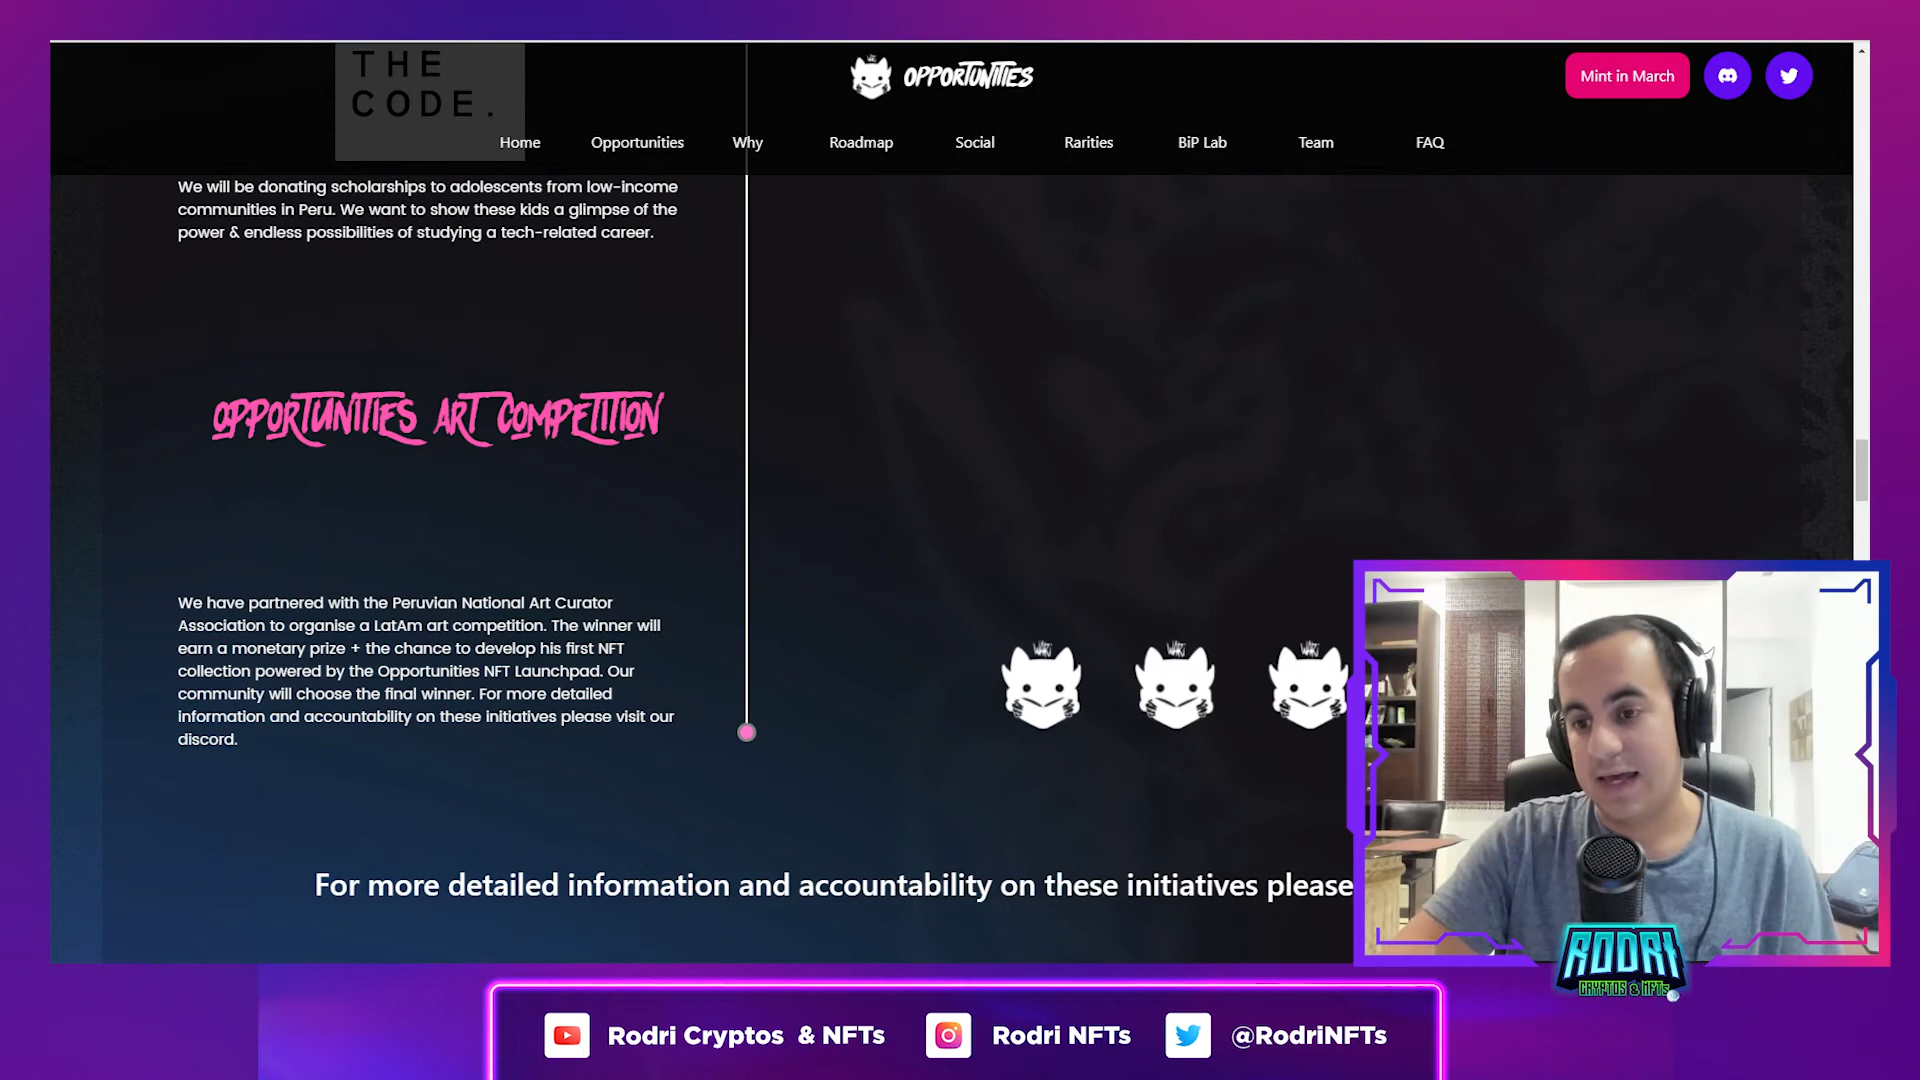 THE
CODE.
OPPORTUNITIES
Mint in March
Home Opportunities Why Roadmap Social Rarities BiP Lab Team FAQ
We will be donating scholarships to adolescents from low-income
communities in Peru. We want to show these kids a glimpse of the
power & endless possibilities of studying a tech-related career.
OPPORTUNITIES ART COMPETITION
We have partnered with the Peruvian National Art Curator
Association to organise a LatAm art competition. The winner will
earn a monetary prize + the chance to develop his first NFT
collection powered by the Opportunities NFT Launchpad. Our
community will choose the final winner. For more detailed
information and accountability on these initiatives please visit our
discord.
WARI WARI WARI
For more detailed information and accountability on these initiatives please
RODRI
CRYPTOS & NFTs
Rodri Cryptos & NFTs Rodri NFTs @RodriNFTs